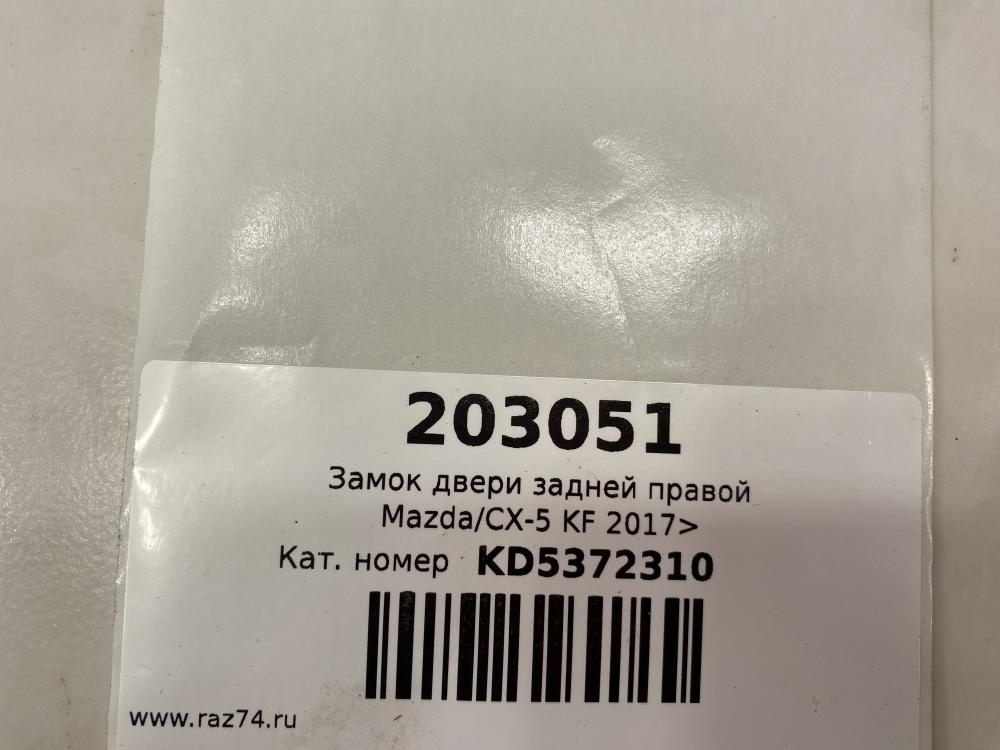 203051
Замок двери задней правой
Mazda/CX-5 KF 2017>
Кат. номер KD5372310
www.raz74.ru